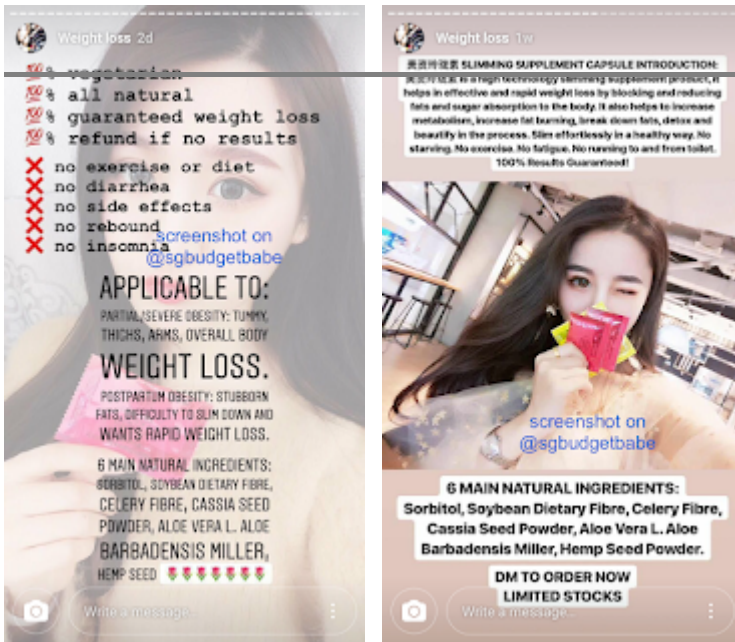 Weight loss 2d
💯% vegetarian
💯% all natural
💯% guaranteed weight loss
💯% refund if no results
❌ no exercise or diet
❌ no diarrhea
❌ no side effects
❌ no rebound
❌ no insomnia
screenshot on
@sgbudgetbabe
APPLICABLE TO:
PARTIAL/SEVERE OBESITY: TUMMY,
THIGHS, ARMS, OVERALL BODY
WEIGHT LOSS.
POSTPARTUM OBESITY: STUBBORN
FATS, DIFFICULTY TO SLIM DOWN AND
WANTS RAPID WEIGHT LOSS.
6 MAIN NATURAL INGREDIENTS:
SORBITOL, SOYBEAN DIETARY FIBRE,
CELERY FIBRE, CASSIA SEED
POWDER, ALOE VERA L. ALOE
BARBADENSIS MILLER,
HEMP SEED 🌷🌷🌷🌷🌷🌷🌷
Write a message...
Weight loss 1w
SLIMMING SUPPLEMENT CAPSULE INTRODUCTION:
is a high technology slimming supplement product, it
helps in effective and rapid weight loss by blocking and reducing
fats and sugar absorption to the body. It also helps to increase
metabolism, increase fat burning, break down fats, detox and
beautify in the process. Slim effortlessly in a healthy way. No
starving. No exercise. No fatigue. No running to and from toilet.
100% Results Guaranteed!
screenshot on
@sgbudgetbabe
6 MAIN NATURAL INGREDIENTS:
Sorbitol, Soybean Dietary Fibre, Celery Fibre,
Cassia Seed Powder, Aloe Vera L. Aloe
Barbadensis Miller, Hemp Seed Powder.
DM TO ORDER NOW
LIMITED STOCKS
Write a message...